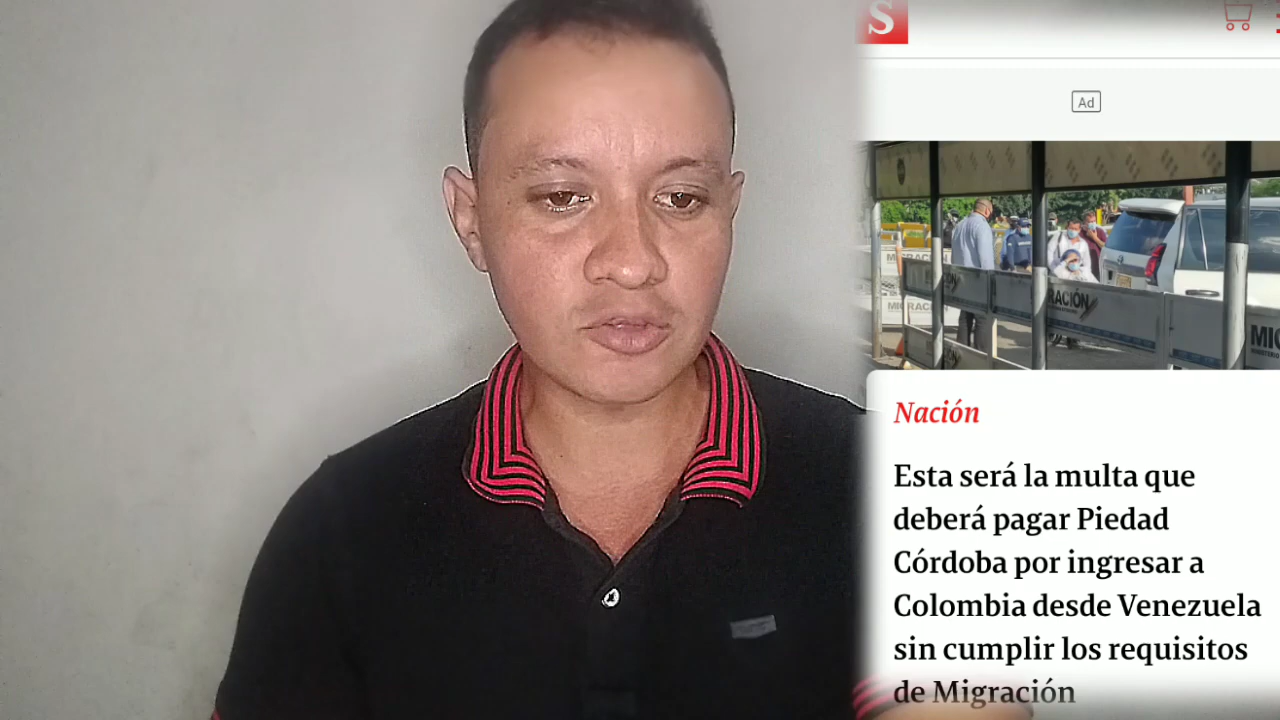 S
Ad
MIGRACIÓN
RACIÓN
Nación
Esta será la multa que
deberá pagar Piedad
Córdoba por ingresar a
Colombia desde Venezuela
sin cumplir los requisitos
de Migración